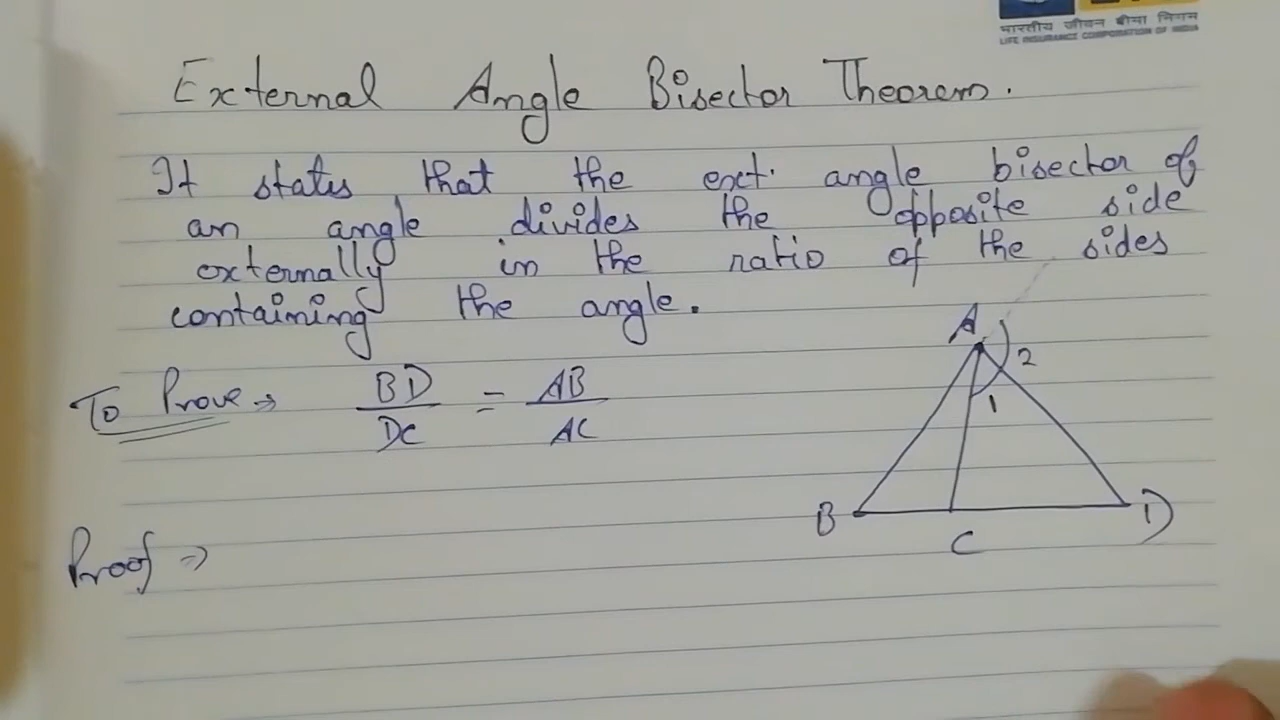 भारतीय जीवन बीमा निगम
LIFE INSURANCE CORPORATION OF INDIA
External Angle Bisector Theorem.
It states that the ext. angle bisector of
an angle divides the opposite side
externally in the ratio of the sides
containing the angle.
To Prove → BD/DC = AB/AC
A
2
1
B
C
D
Proof →